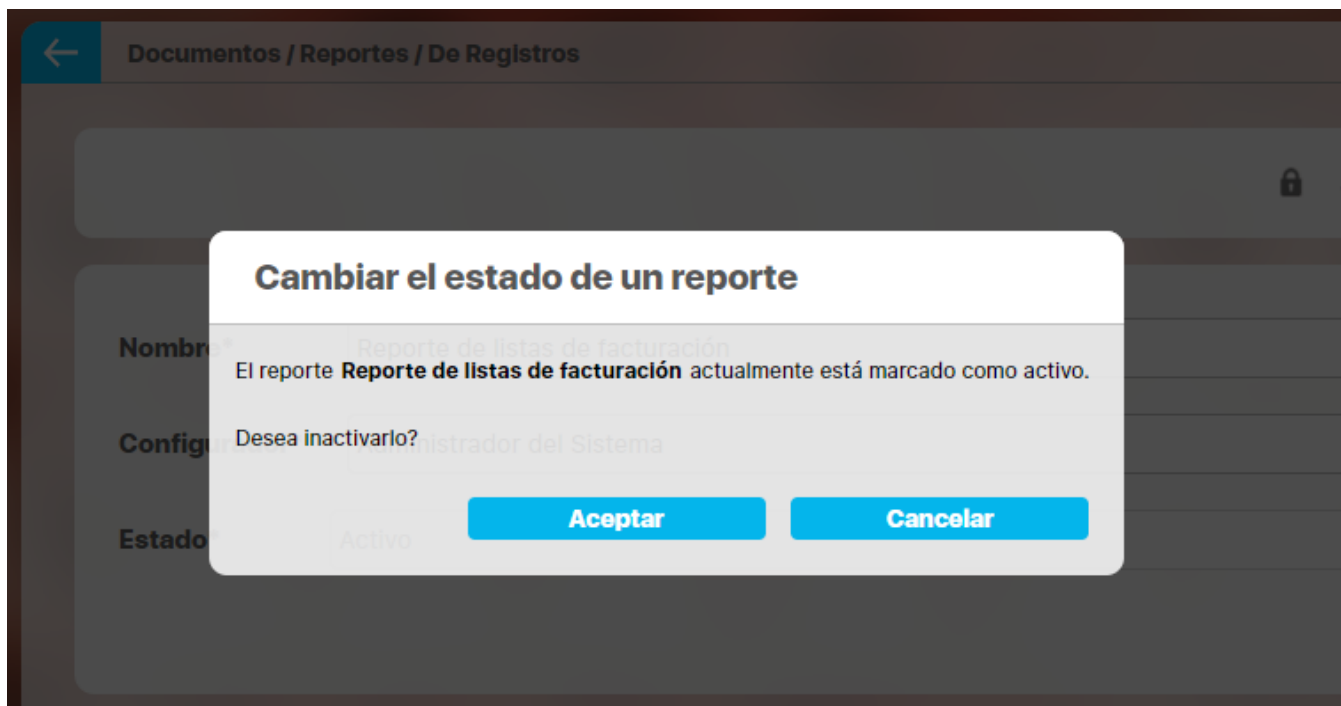 Documentos / Reportes / De Registros
Cambiar el estado de un reporte
Nombre*
Reporte de listas de facturación
El reporte Reporte de listas de facturación actualmente está marcado como activo.
Desea inactivarlo?
Administrador del Sistema
Aceptar
Cancelar
Estado*
Activo